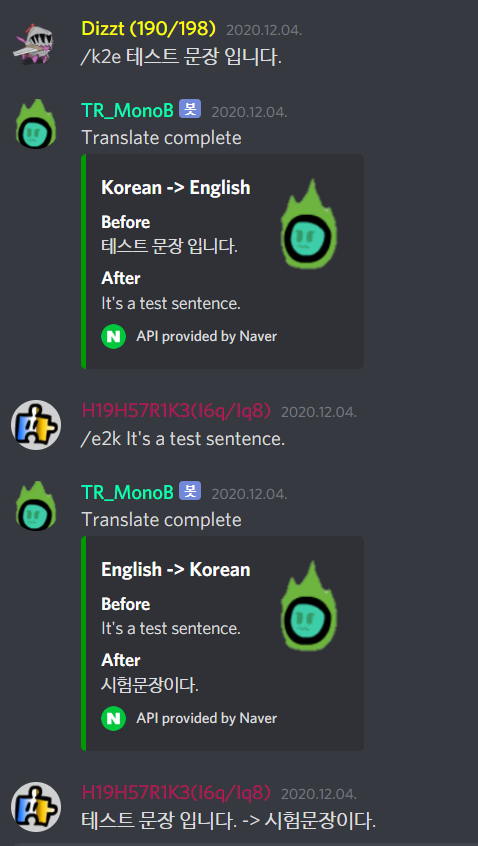 Dizzt (190/198) 2020.12.04.
/k2e 테스트 문장 입니다.
TR_MonoB 봇 2020.12.04.
Translate complete
Korean -> English
Before
테스트 문장 입니다.
After
It's a test sentence.
N API provided by Naver
H19H57R1K3(l6q/lq8) 2020.12.04.
/e2k It's a test sentence.
TR_MonoB 봇 2020.12.04.
Translate complete
English -> Korean
Before
It's a test sentence.
After
시험문장이다.
N API provided by Naver
H19H57R1K3(l6q/lq8) 2020.12.04.
테스트 문장 입니다. -> 시험문장이다.